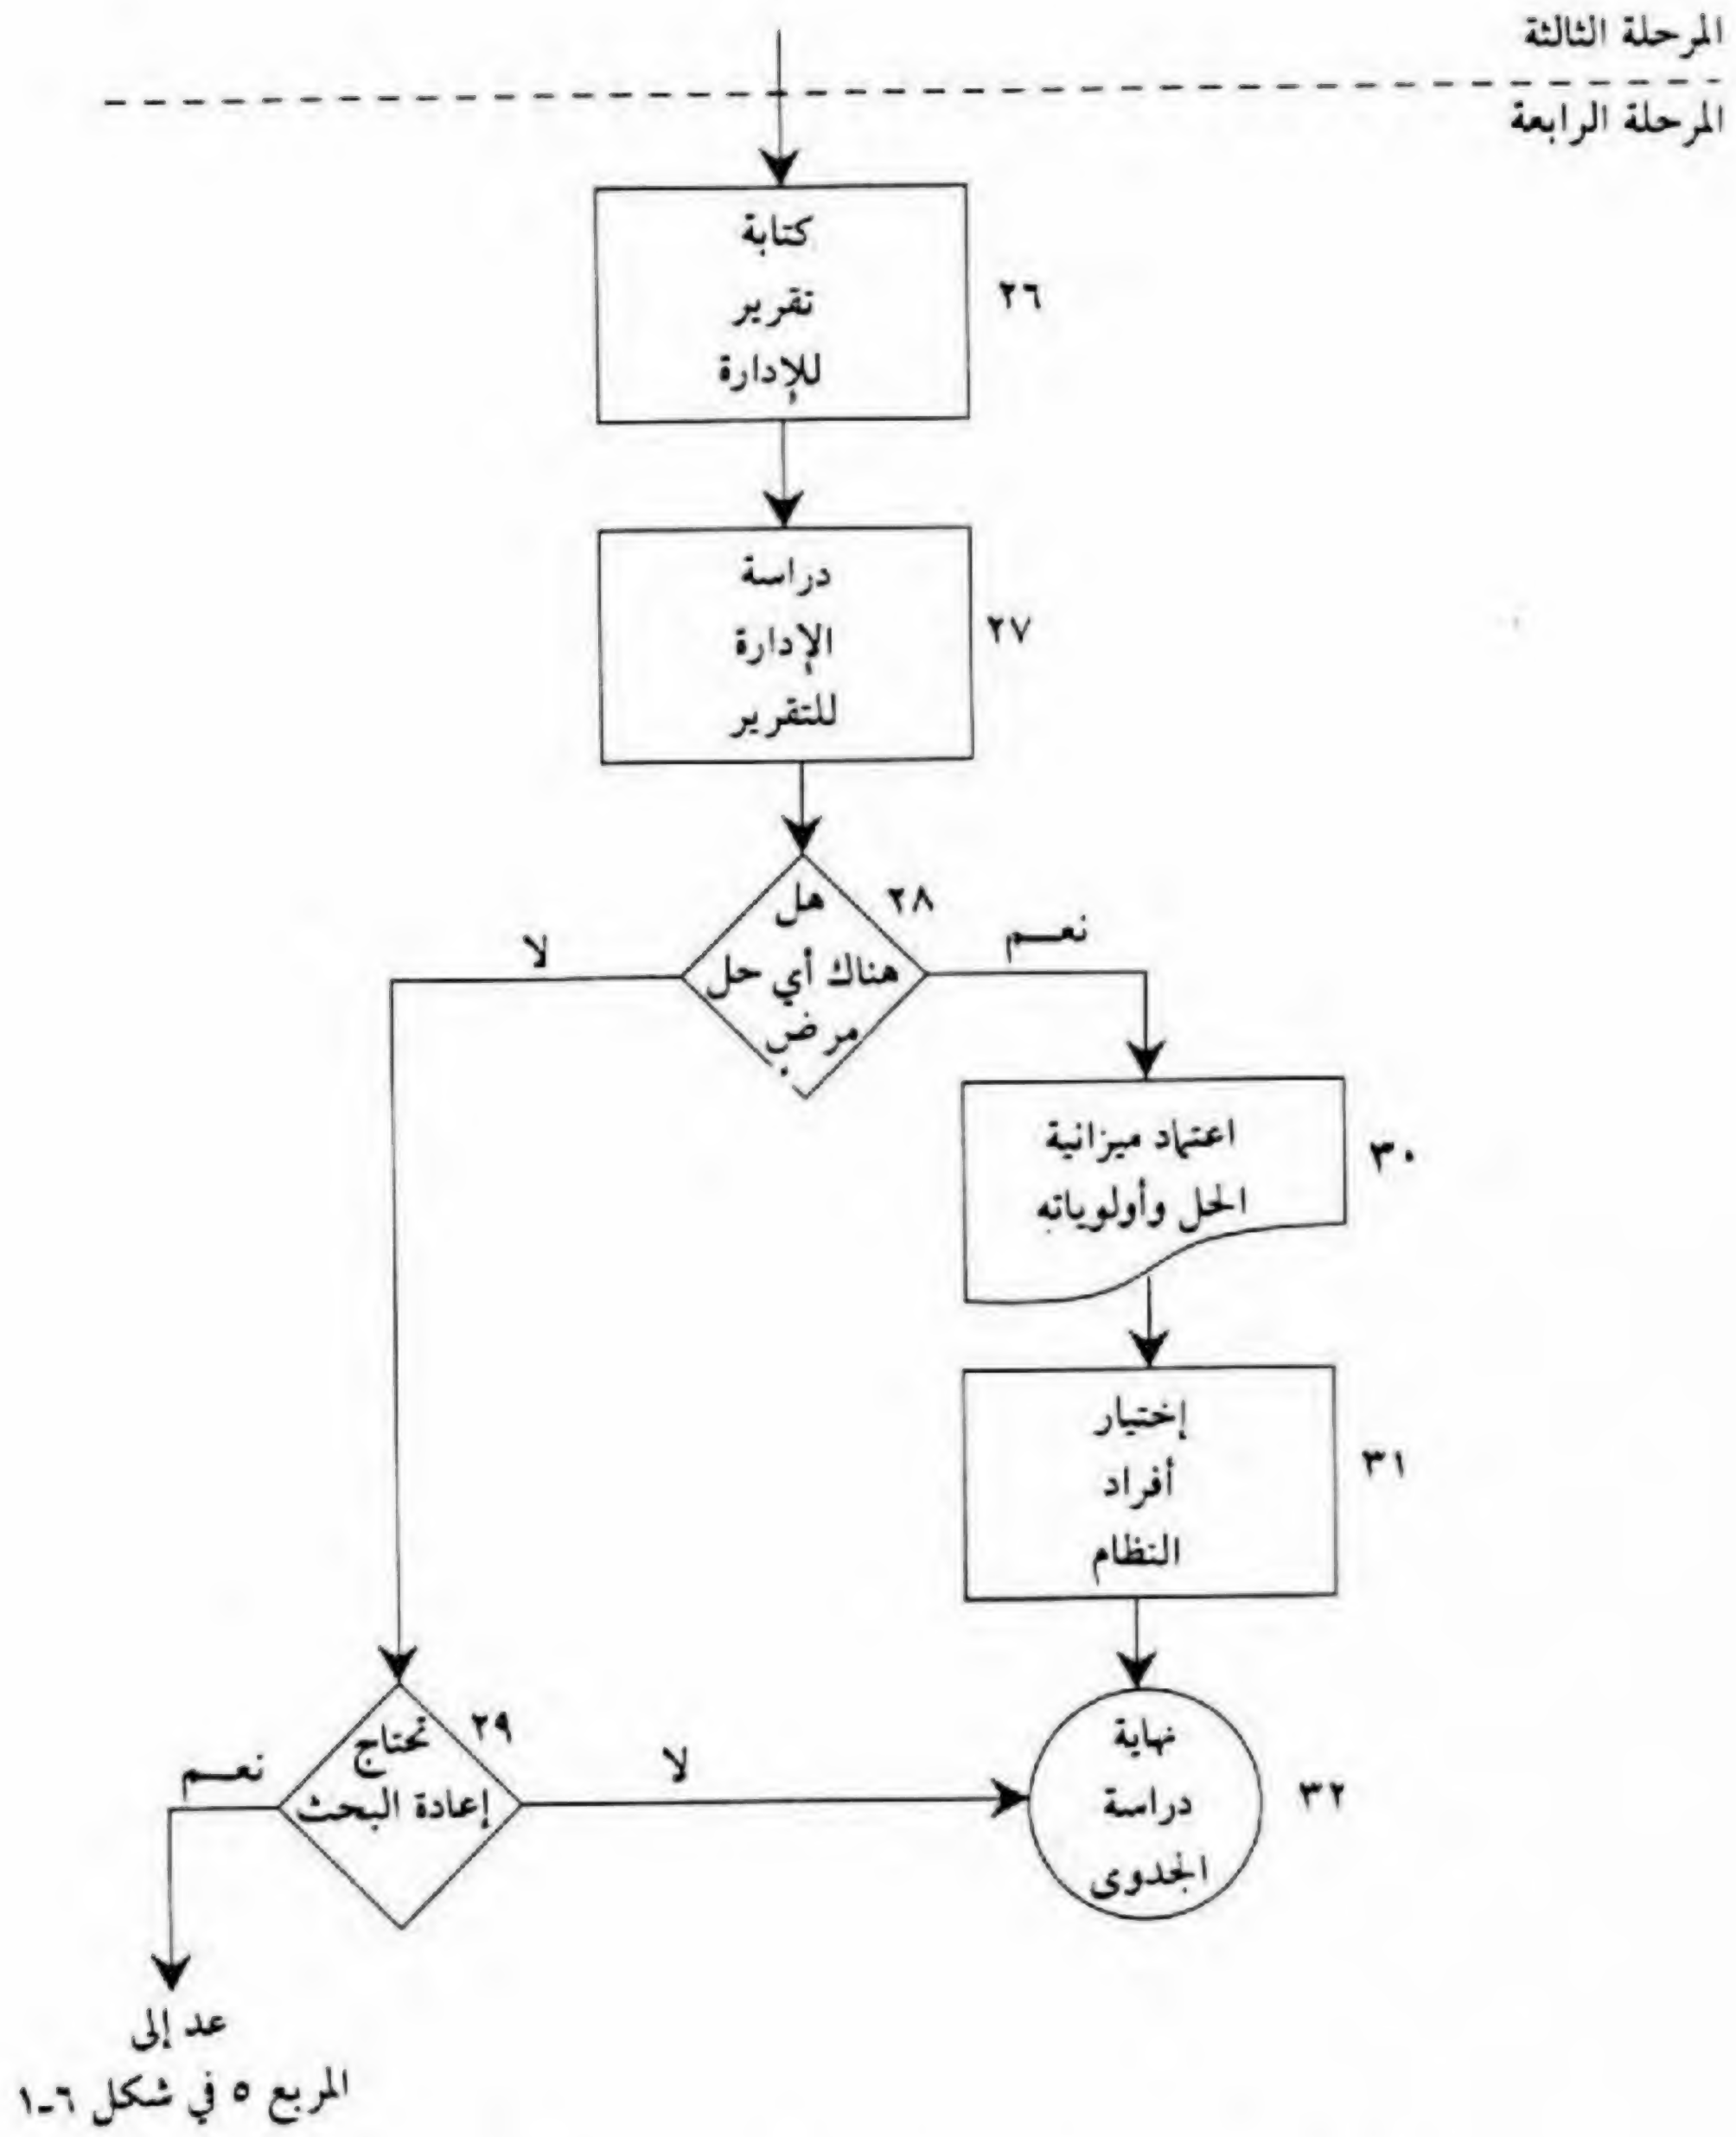 المرحلة الثالثة
المرحلة الرابعة
كتابة
تقرير
للإدارة
٢٦
دراسة
الإدارة
للتقرير
٢٧
هل
هناك أي حل
مرضٍ
٢٨
نعـم
لا
اعتماد ميزانية
الحل وأولوياته
٣٠
إختيار
أفراد
النظام
٣١
تحتاج
إعادة البحث
٢٩
نعـم
لا
نهاية
دراسة
الجدوى
٣٢
عد إلى
المربع ٥ في شكل ٦-١